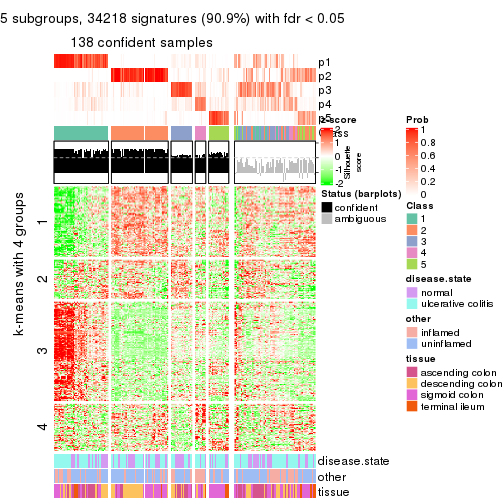 5 subgroups, 34218 signatures (90.9%) with fdr < 0.05
138 confident samples
p1
p2
p3
p4
p5
z-score
2
1
0
-1
-2
Silhouette
score
Prob
1
0.8
0.6
0.4
0.2
0
Status (barplots)
confident
ambiguous
Class
1
2
3
4
5
disease.state
normal
ulcerative colitis
other
inflamed
uninflamed
tissue
ascending colon
descending colon
sigmoid colon
terminal ileum
k-means with 4 groups
1
2
3
4
disease.state
other
tissue